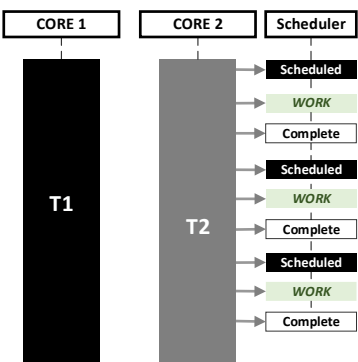 CORE 1
CORE 2
Scheduler
Scheduled
WORK
Complete
Scheduled
T1
WORK
T2
Complete
Scheduled
WORK
Complete